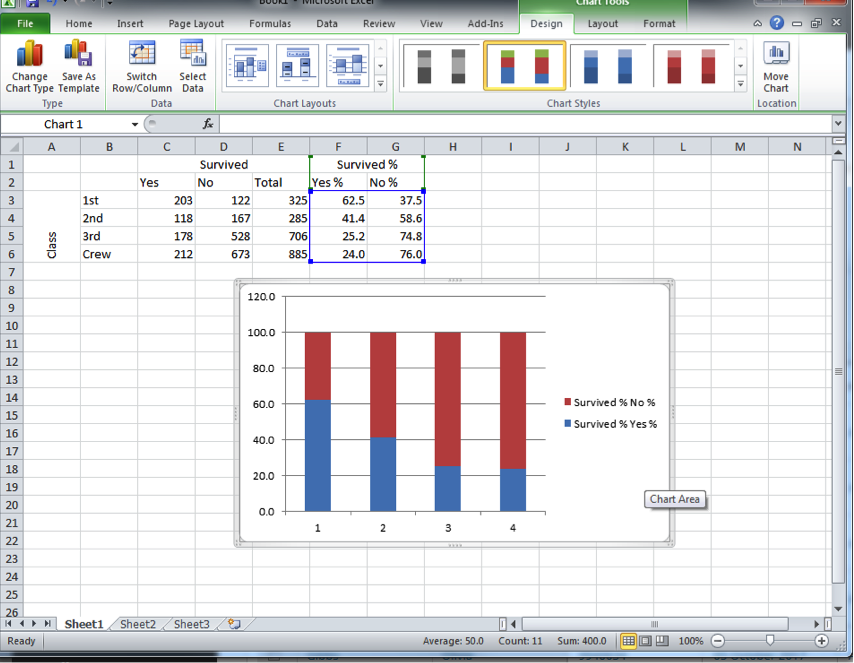 Book1 - Microsoft Excel Chart Tools
File Home Insert Page Layout Formulas Data Review View Add-Ins Design Layout Format
Change Save As Switch Select Move
Chart Type Template Row/Column Data Chart
Type Data Chart Layouts Chart Styles Location
Chart 1 fx
A B C D E F G H I J K L M N
1 Survived Survived %
2 Yes No Total Yes % No %
3 1st 203 122 325 62.5 37.5
4 2nd 118 167 285 41.4 58.6
5 3rd 178 528 706 25.2 74.8
6 Crew 212 673 885 24.0 76.0
Class
7
8
9
10
11
12
13
14
15
16
17
18
19
20
21
22
23
24
25
26
120.0
100.0
80.0
60.0
40.0
20.0
0.0
1 2 3 4
Survived % No %
Survived % Yes %
Chart Area
Sheet1 Sheet2 Sheet3
Ready Average: 50.0 Count: 11 Sum: 400.0 100%